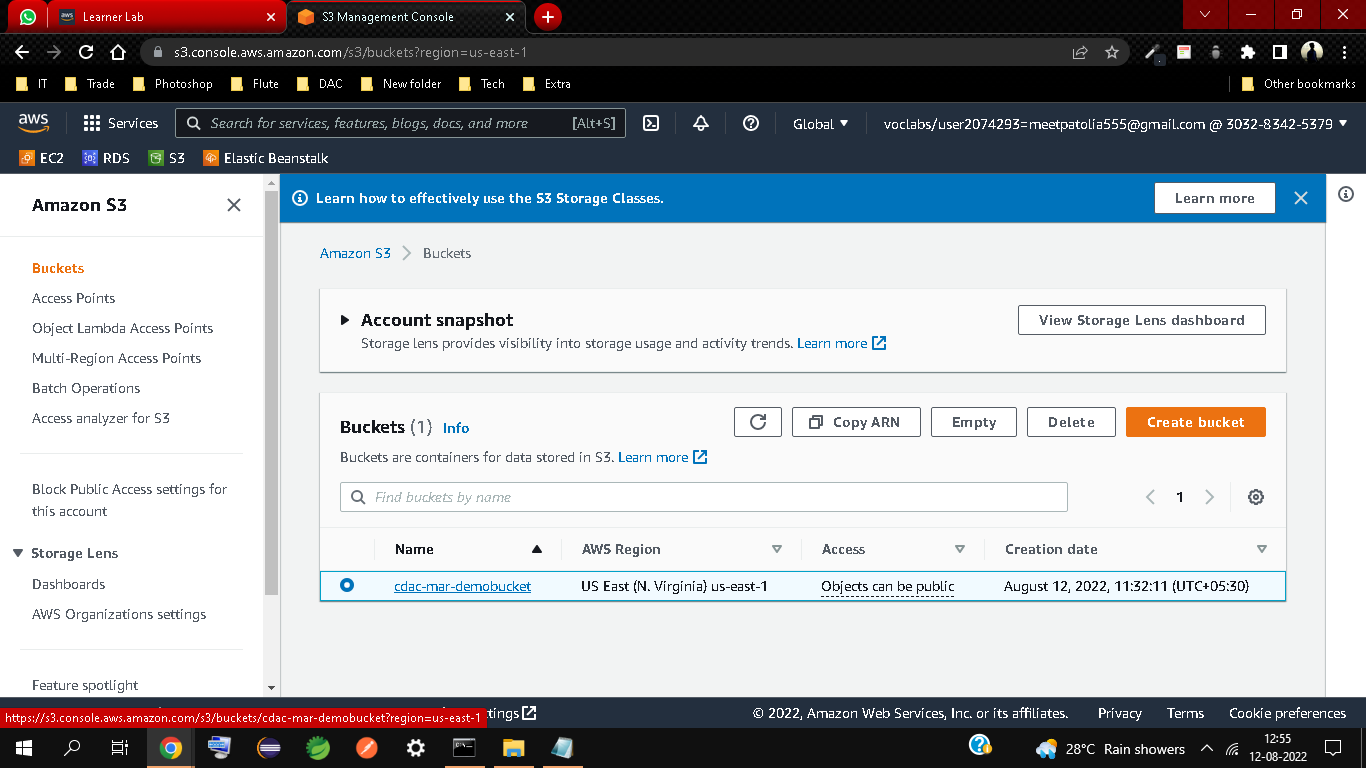 Learner Lab
S3 Management Console
s3.console.aws.amazon.com/s3/buckets?region=us-east-1
IT
Trade
Photoshop
Flute
DAC
New folder
Tech
Extra
Other bookmarks
aws
Services
Search for services, features, blogs, docs, and more
[Alt+S]
Global
voclabs/user2074293=meetpatolia555@gmail.com @ 3032-8342-5379
EC2
RDS
S3
Elastic Beanstalk
Amazon S3
Buckets
Access Points
Object Lambda Access Points
Multi-Region Access Points
Batch Operations
Access analyzer for S3
Block Public Access settings for
this account
Storage Lens
Dashboards
AWS Organizations settings
Feature spotlight
Learn how to effectively use the S3 Storage Classes.
Learn more
Amazon S3
Buckets
Account snapshot
Storage lens provides visibility into storage usage and activity trends. Learn more
View Storage Lens dashboard
Buckets (1) Info
Copy ARN
Empty
Delete
Create bucket
Buckets are containers for data stored in S3. Learn more
Find buckets by name
1
Name
AWS Region
Access
Creation date
cdac-mar-demobucket
US East (N. Virginia) us-east-1
Objects can be public
August 12, 2022, 11:32:11 (UTC+05:30)
https://s3.console.aws.amazon.com/s3/buckets/cdac-mar-demobucket?region=us-east-1
© 2022, Amazon Web Services, Inc. or its affiliates.
Privacy
Terms
Cookie preferences
28°C Rain showers
12:55
12-08-2022